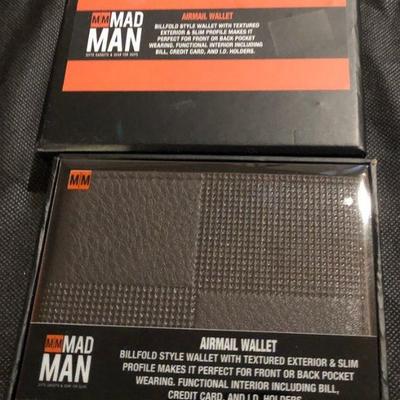 M|M MAD
MAN
GIFTS GADGETS & GEAR FOR GUYS
AIRMAIL WALLET
BILLFOLD STYLE WALLET WITH TEXTURED
EXTERIOR & SLIM PROFILE MAKES IT
PERFECT FOR FRONT OR BACK POCKET
WEARING. FUNCTIONAL INTERIOR INCLUDING
BILL, CREDIT CARD, AND I.D. HOLDERS.
M|M
M|M MAD
MAN
GIFTS GADGETS & GEAR FOR GUYS
AIRMAIL WALLET
BILLFOLD STYLE WALLET WITH TEXTURED EXTERIOR & SLIM
PROFILE MAKES IT PERFECT FOR FRONT OR BACK POCKET
WEARING. FUNCTIONAL INTERIOR INCLUDING BILL,
CREDIT CARD, AND I.D. HOLDERS.